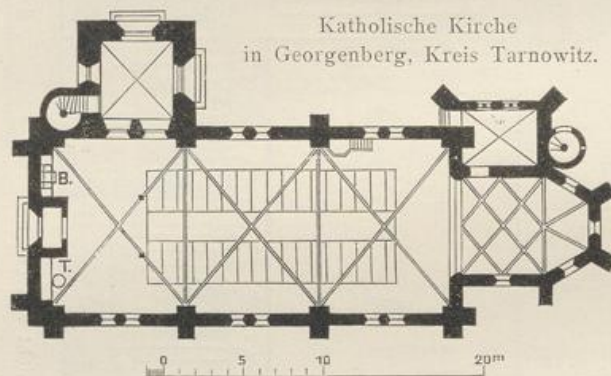 Katholische Kirche
in Georgenberg, Kreis Tarnowitz.
B.
T.
0 5 10 20m